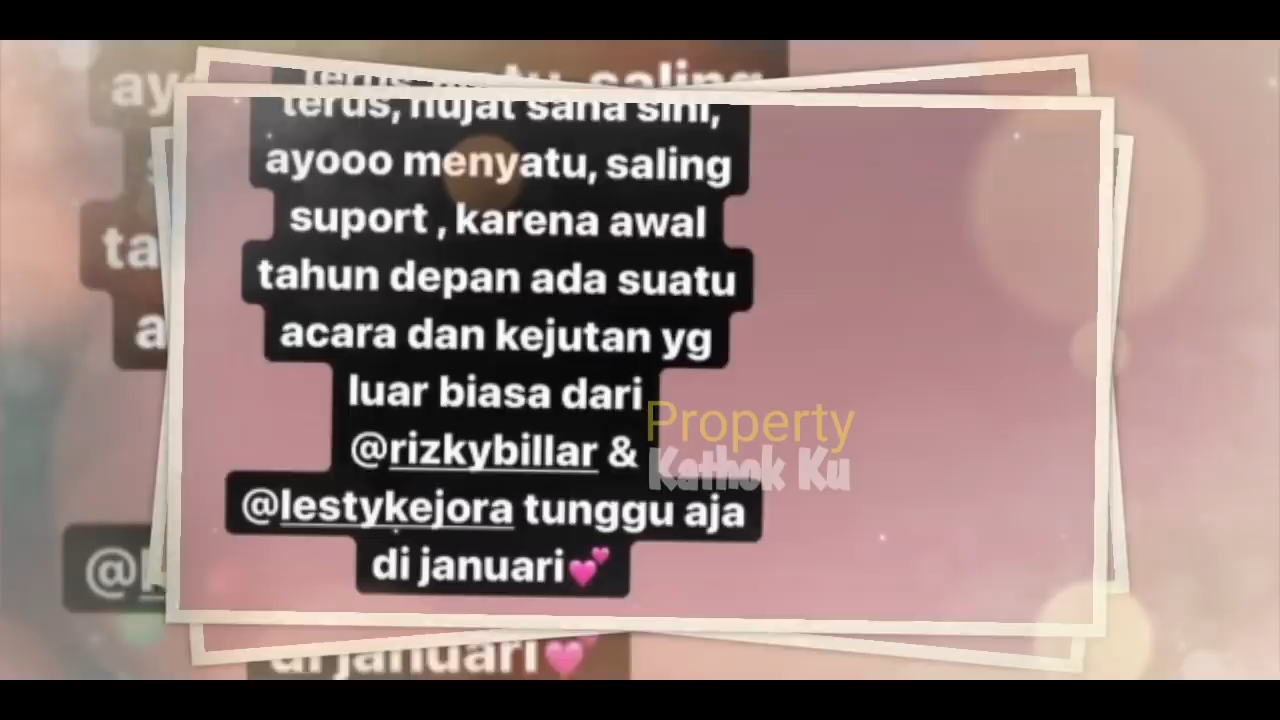 terus, hujat sana sini,
ayooo menyatu, saling
suport , karena awal
tahun depan ada suatu
acara dan kejutan yg
luar biasa dari
@rizkybillar &
@lestykejora tunggu aja
di januari💕
Property
Kathok Ku